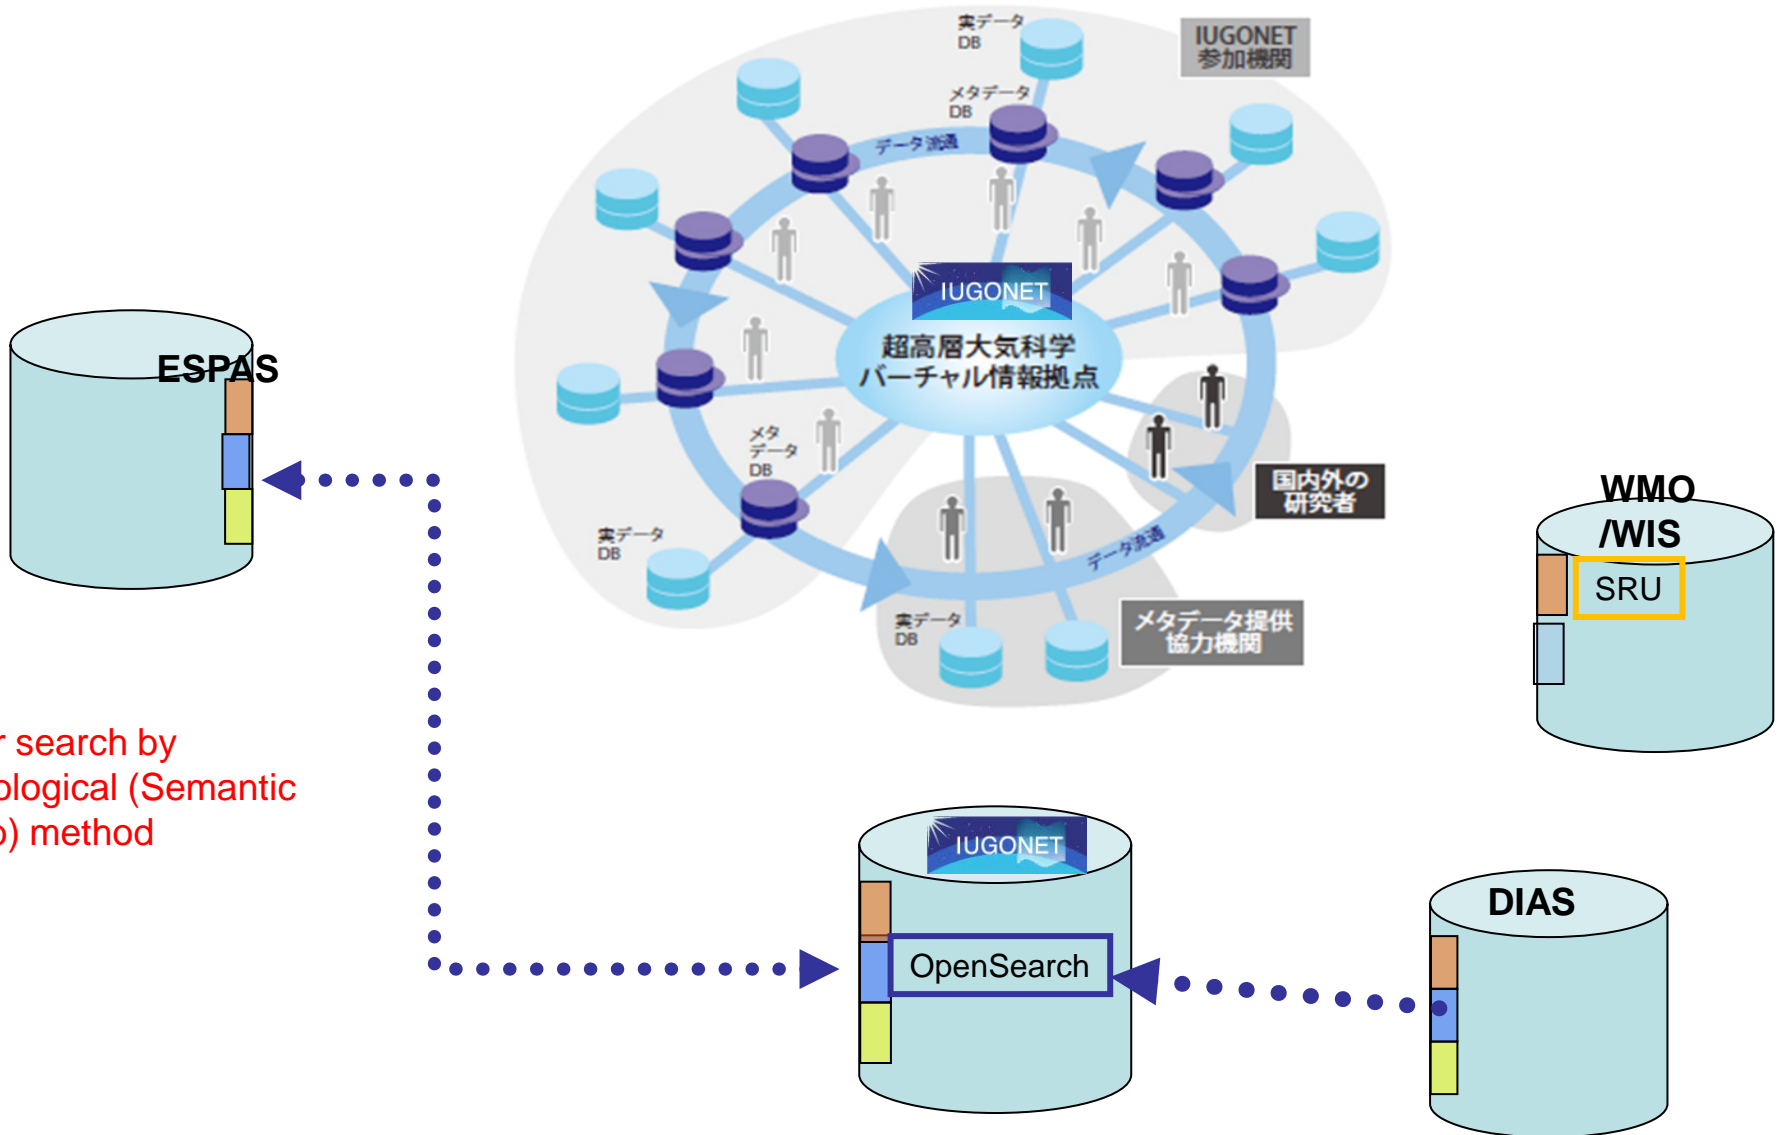 実データ
DB
IUGONET
参加機関
メタデータ
DB
データ流通
IUGONET
超高層大気科学
バーチャル情報拠点
メタ
データ
DB
国内外の
研究者
実データ
DB
データ流通
実データ
DB
メタデータ提供
協力機関
ESPAS
WMO
/WIS
SRU
r search by
ological (Semantic
) method
IUGONET
OpenSearch
DIAS